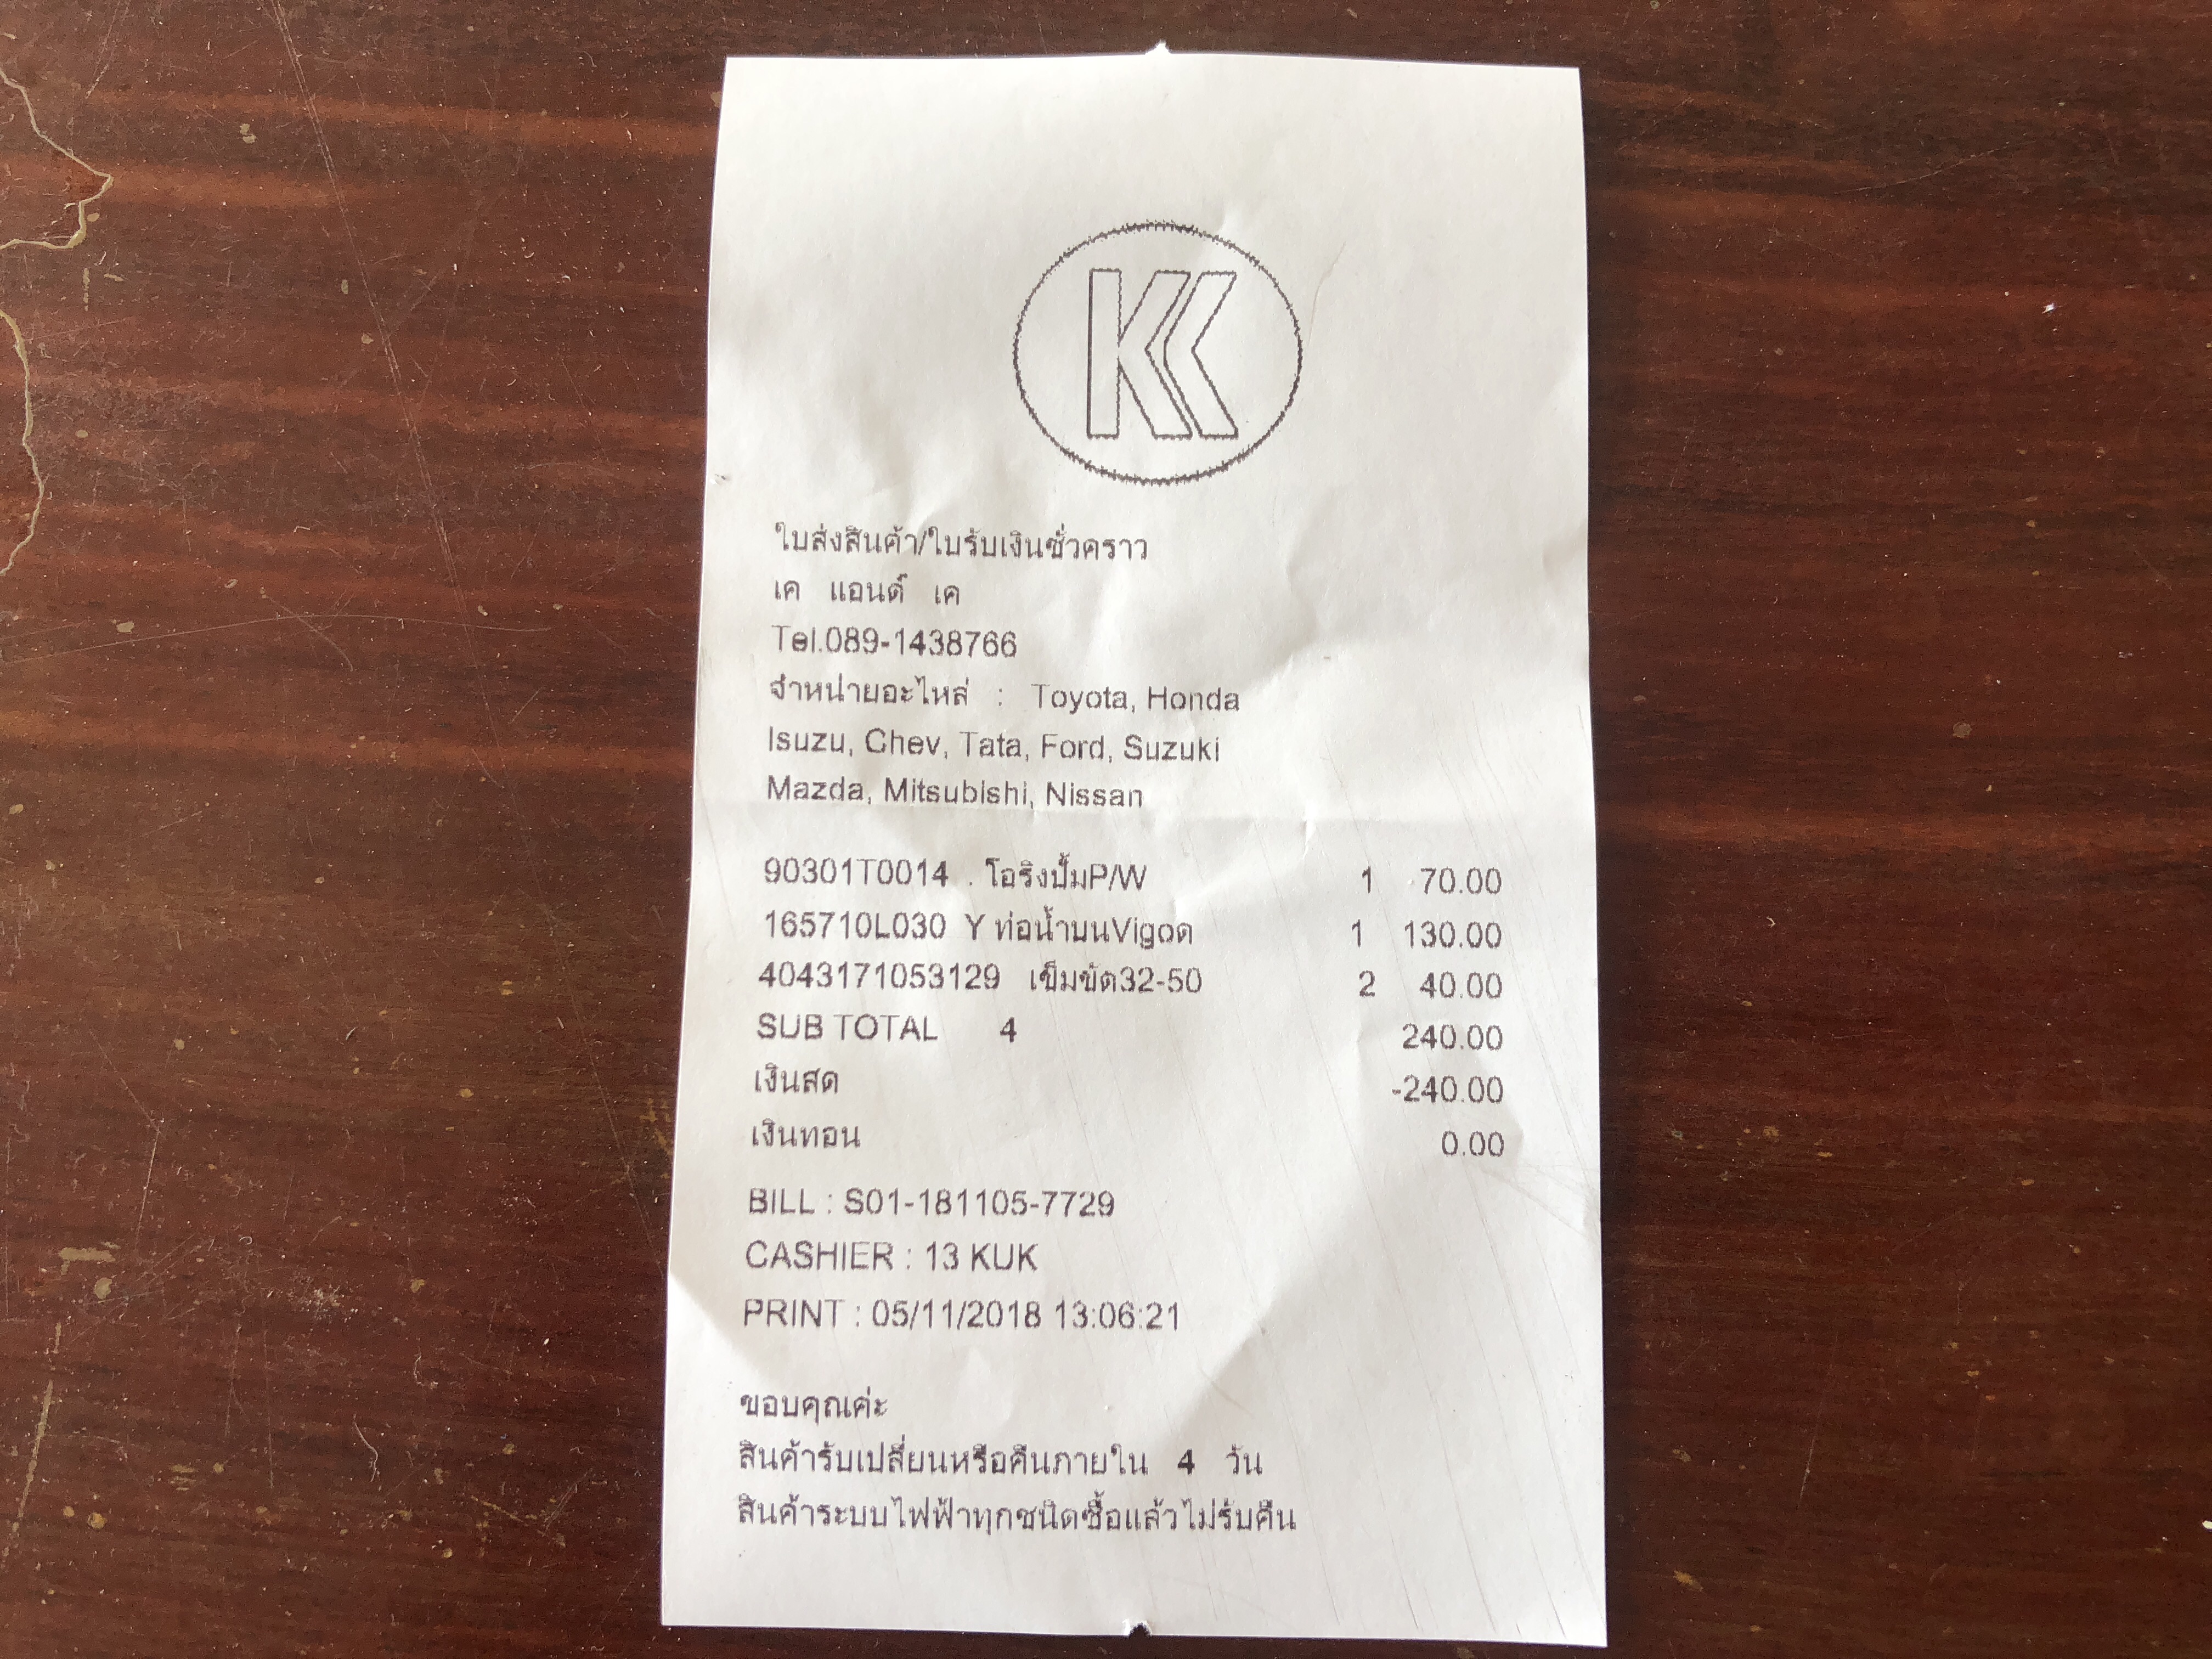 KK
ใบส่งสินค้า/ใบรับเงินชั่วคราว
เค แอนด์ เค
Tel.089-1438766
จำหน่ายอะไหล่ : Toyota, Honda
Isuzu, Chev, Tata, Ford, Suzuki
Mazda, Mitsubishi, Nissan
90301T0014 . โอริงปั้มP/W 1 70.00
165710L030 Y ท่อน้ำบนVigoด 1 130.00
4043171053129 เข็มขัด32-50 2 40.00
SUB TOTAL 4 240.00
เงินสด -240.00
เงินทอน 0.00
BILL : S01-181105-7729
CASHIER : 13 KUK
PRINT : 05/11/2018 13:06:21
ขอบคุณค่ะ
สินค้ารับเปลี่ยนหรือคืนภายใน 4 วัน
สินค้าระบบไฟฟ้าทุกชนิดซื้อแล้วไม่รับคืน